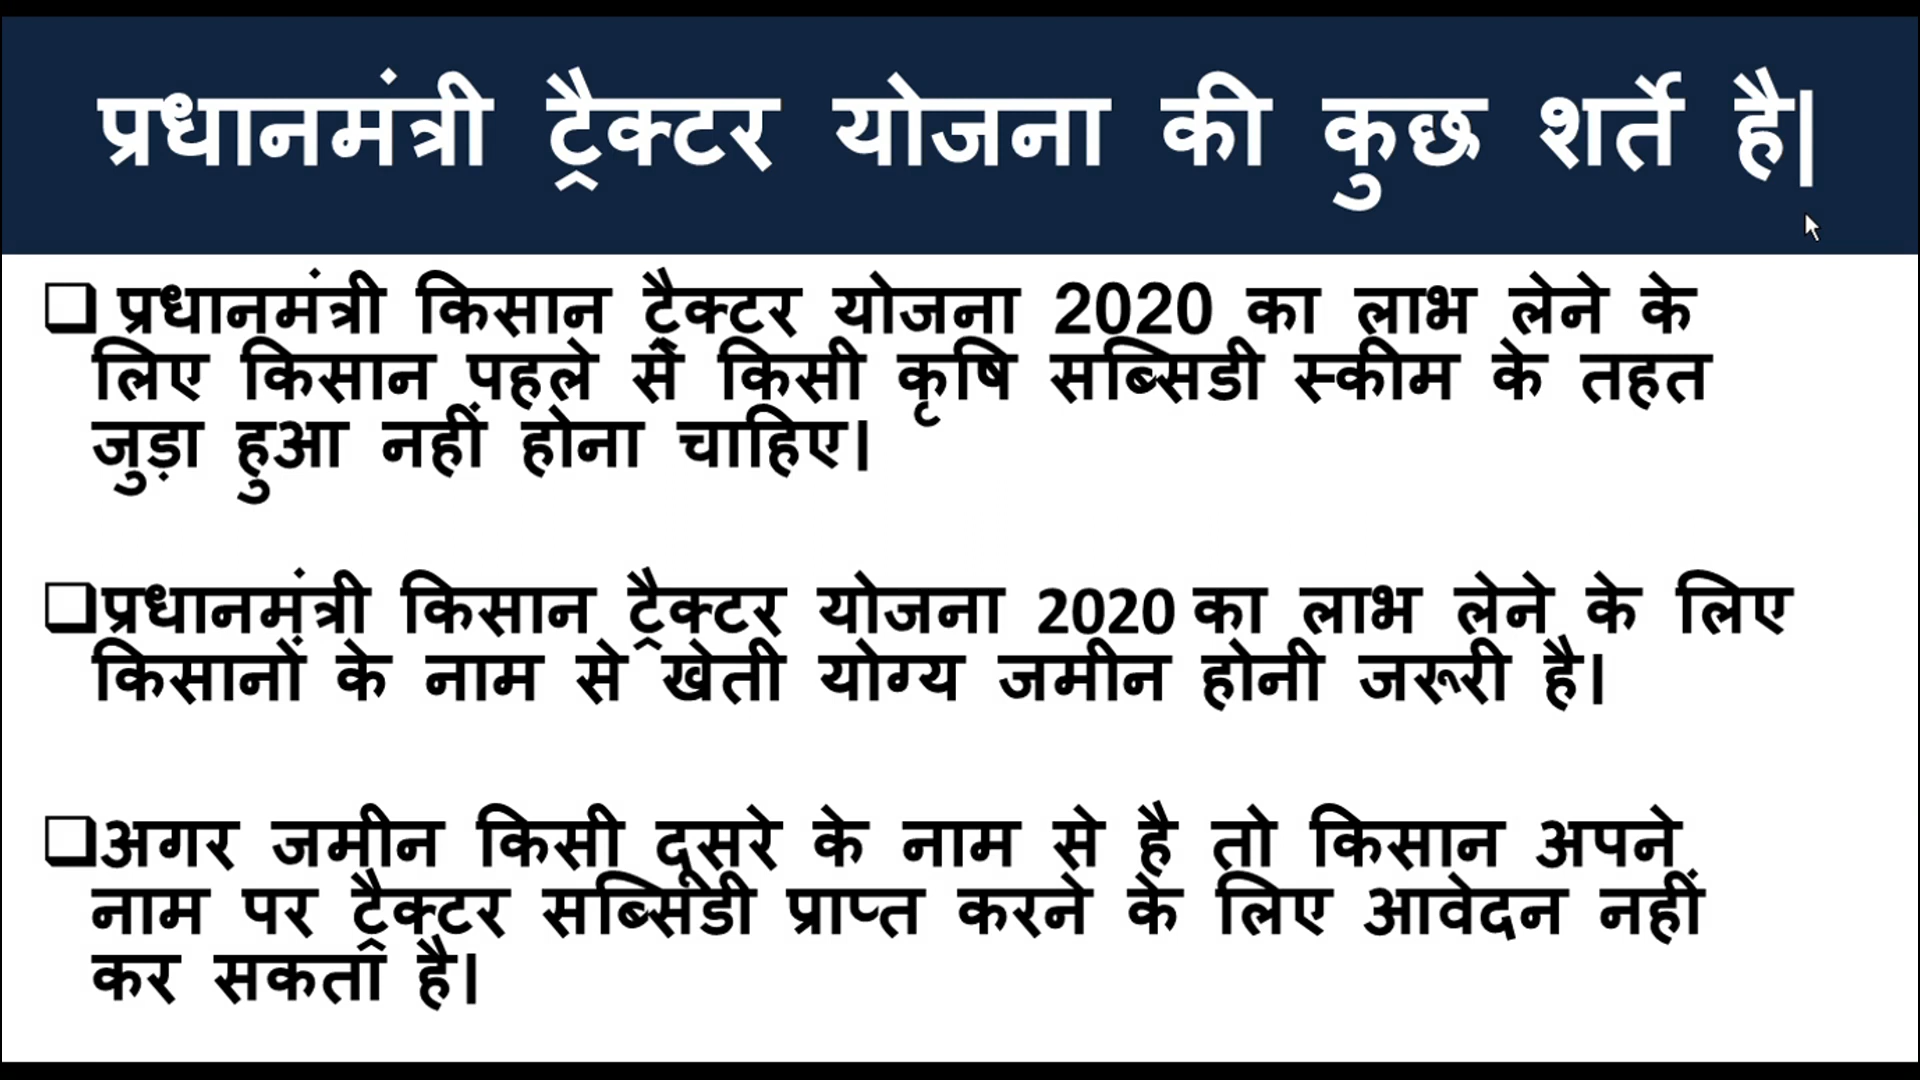 प्रधानमंत्री ट्रैक्टर योजना की कुछ शर्ते है|
❑ प्रधानमंत्री किसान ट्रैक्टर योजना 2020 का लाभ लेने के
लिए किसान पहले से किसी कृषि सब्सिडी स्कीम के तहत
जुड़ा हुआ नहीं होना चाहिए।
❑प्रधानमंत्री किसान ट्रैक्टर योजना 2020 का लाभ लेने के लिए
किसानों के नाम से खेती योग्य जमीन होनी जरूरी है।
❑अगर जमीन किसी दूसरे के नाम से है तो किसान अपने
नाम पर ट्रैक्टर सब्सिडी प्राप्त करने के लिए आवेदन नहीं
कर सकता है।